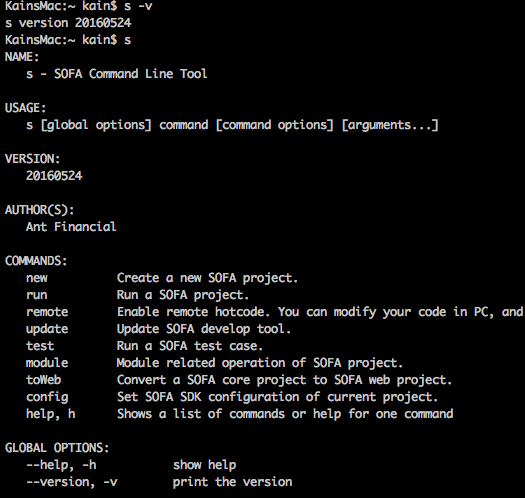 KainsMac:~ kain$ s -v
s version 20160524
KainsMac:~ kain$ s
NAME:
   s - SOFA Command Line Tool

USAGE:
   s [global options] command [command options] [arguments...]

VERSION:
   20160524

AUTHOR(S):
   Ant Financial

COMMANDS:
   new          Create a new SOFA project.
   run          Run a SOFA project.
   remote       Enable remote hotcode. You can modify your code in PC, and
   update       Update SOFA develop tool.
   test         Run a SOFA test case.
   module       Module related operation of SOFA project.
   toWeb        Convert a SOFA core project to SOFA web project.
   config       Set SOFA SDK configuration of current project.
   help, h      Shows a list of commands or help for one command

GLOBAL OPTIONS:
   --help, -h           show help
   --version, -v        print the version